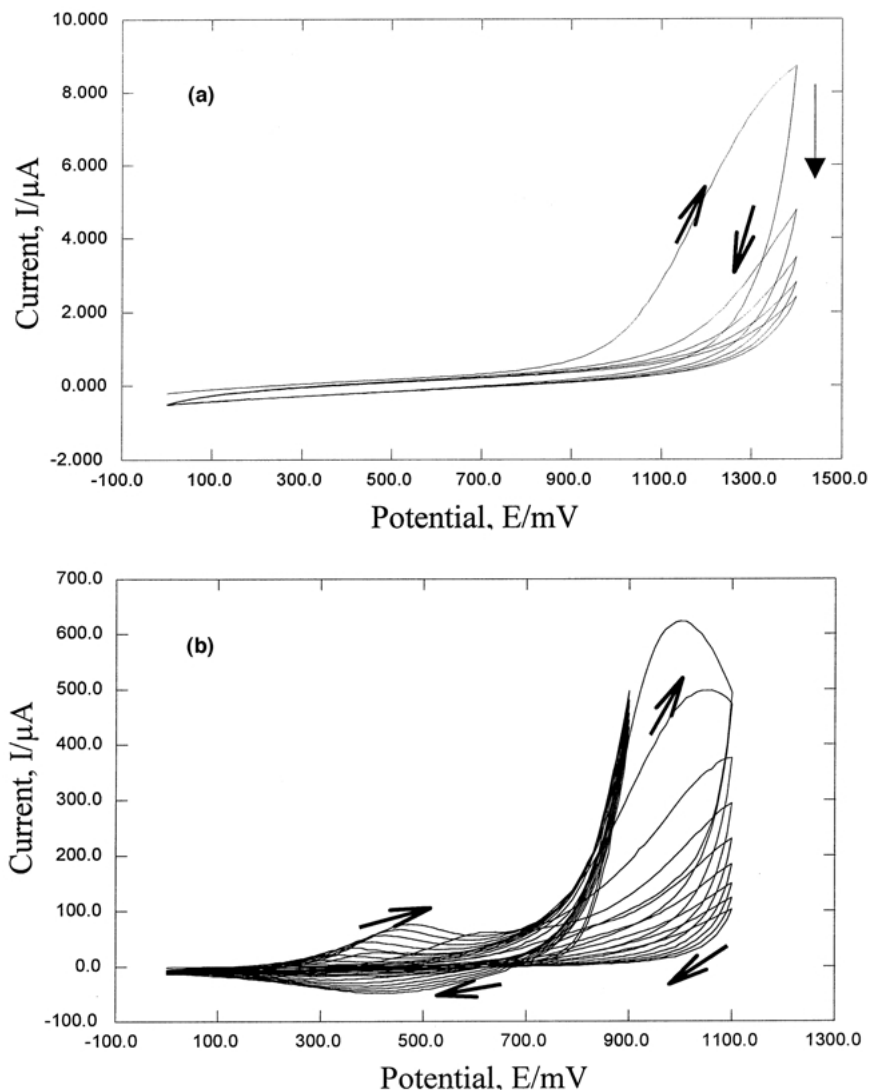 10.000
(a)
8.000
6.000
4.000
2.000
0.000
-2.000
Current, I/µA
-100.0 100.0 300.0 500.0 700.0 900.0 1100.0 1300.0 1500.0
Potential, E/mV
700.0
(b)
600.0
500.0
400.0
300.0
200.0
100.0
0.0
-100.0
Current, I/µA
-100.0 100.0 300.0 500.0 700.0 900.0 1100.0 1300.0
Potential, E/mV